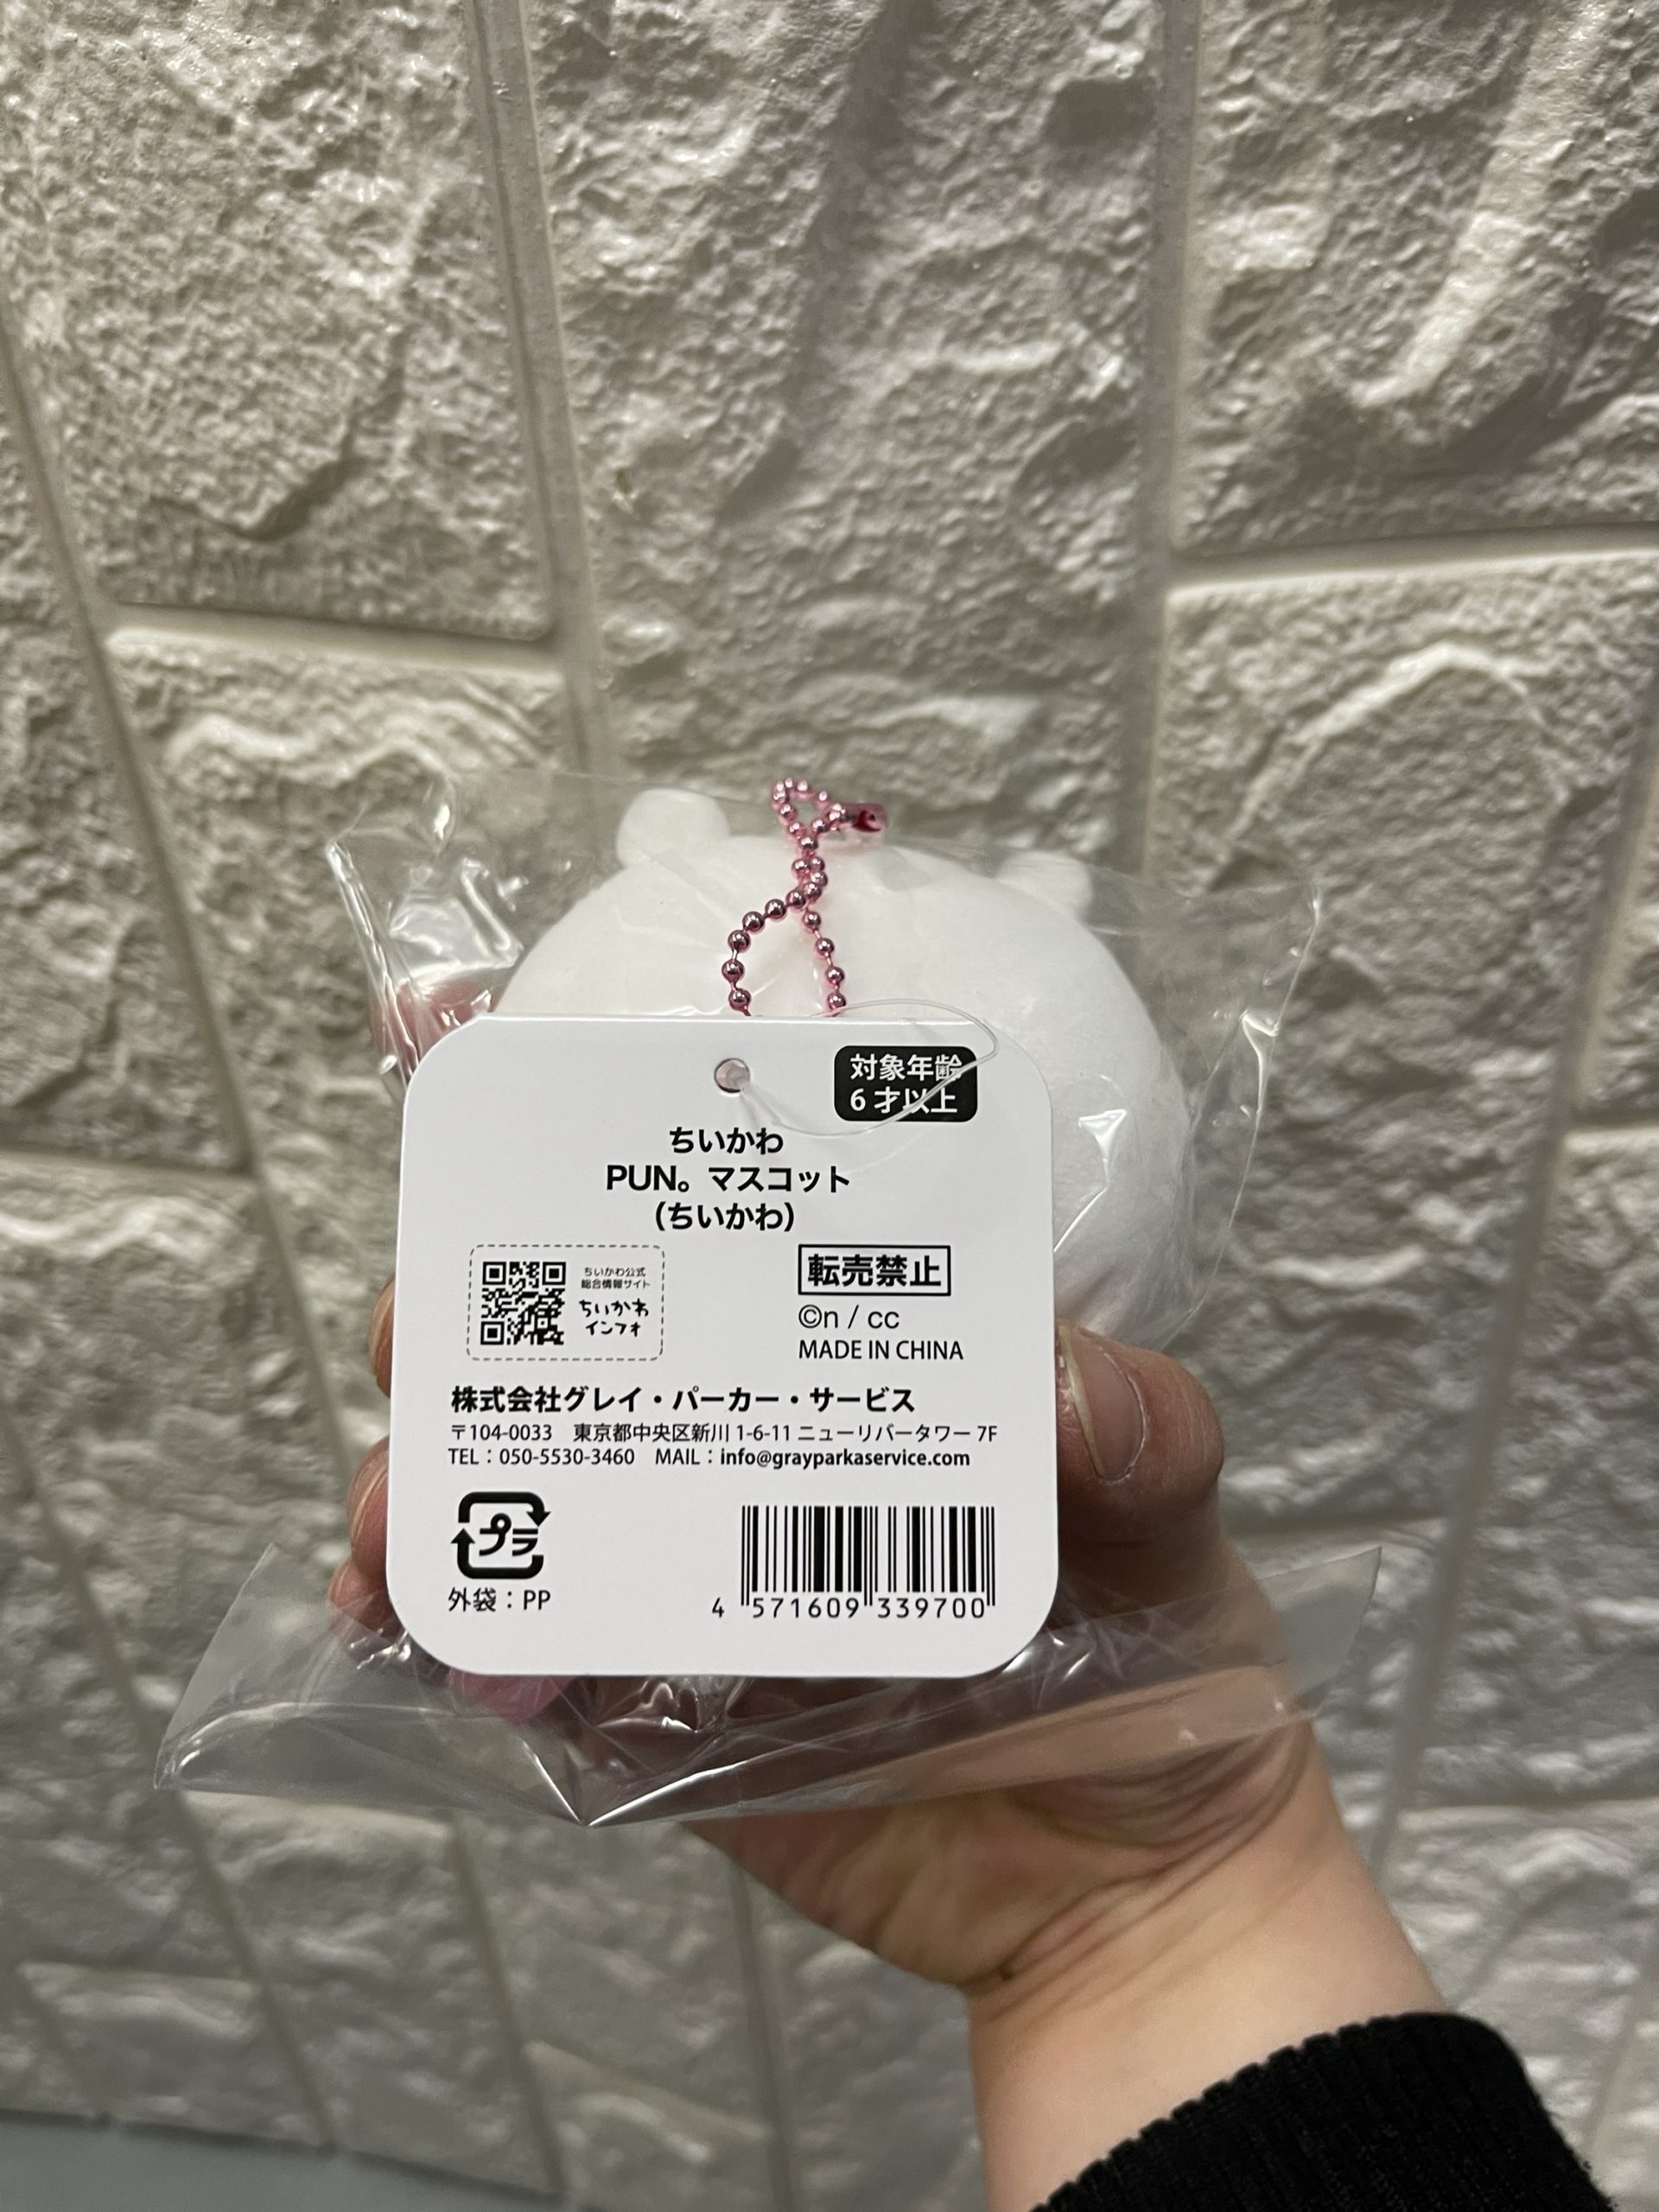 対象年齢
6才以上
ちいかわ
PUN。マスコット
(ちいかわ)
ちいかわ公式
総合情報サイト
ちいかわ
インフォ
転売禁止
©n / cc
MADE IN CHINA
株式会社グレイ・パーカー・サービス
〒104-0033 東京都中央区新川 1-6-11 ニューリバータワー 7F
TEL:050-5530-3460 MAIL:info@grayparkaservice.com
プラ
外袋:PP
4 571609 339700